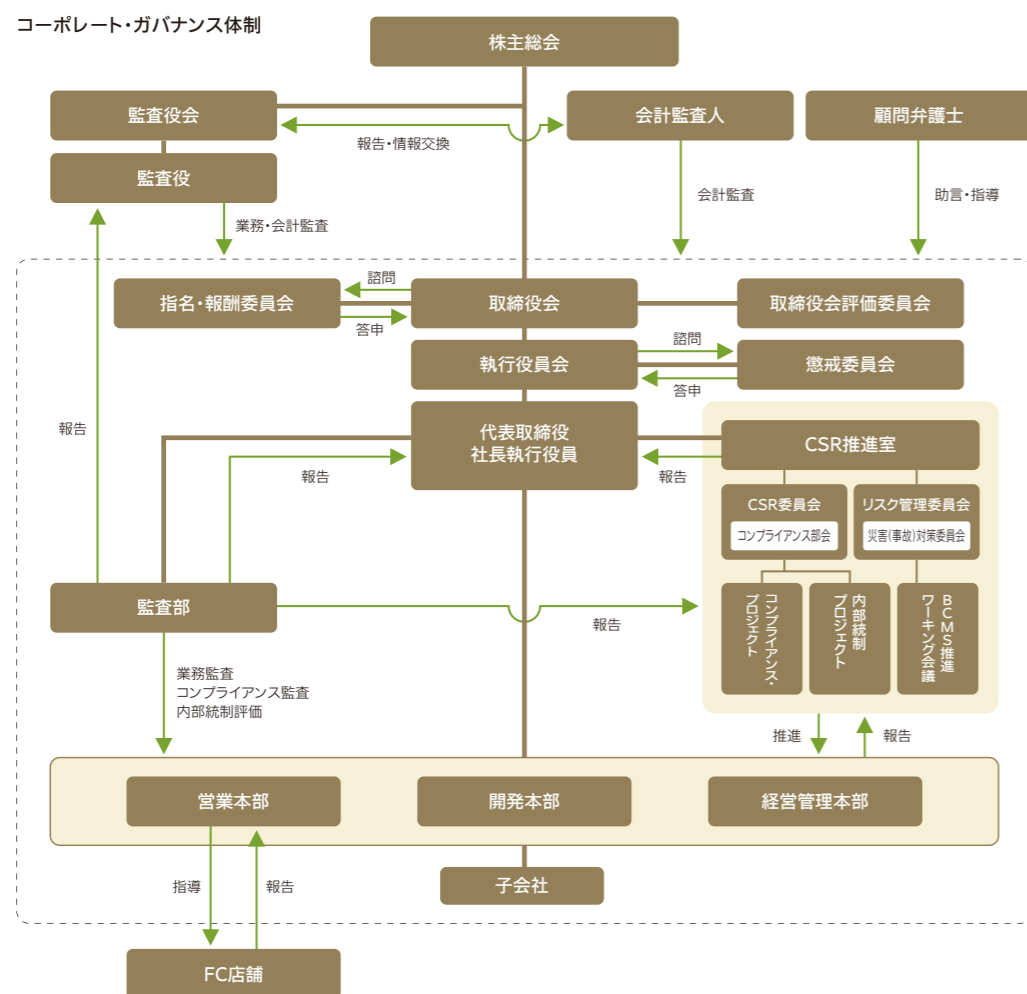 コーポレート・ガバナンス体制
株主総会
監査役会
会計監査人
顧問弁護士
報告・情報交換
監査役
業務・会計監査
会計監査
助言・指導
諮問
指名・報酬委員会
取締役会
取締役会評価委員会
答申
執行役員会
諮問
懲戒委員会
答申
報告
代表取締役
社長執行役員
報告
報告
CSR推進室
CSR委員会
コンプライアンス部会
リスク管理委員会
災害(事故)対策委員会
監査部
報告
コンプライアンス・
プロジェクト
内部統制
プロジェクト
BCMS推進
ワーキング会議
業務監査
コンプライアンス監査
内部統制評価
推進
報告
営業本部
開発本部
経営管理本部
指導
報告
子会社
FC店舗